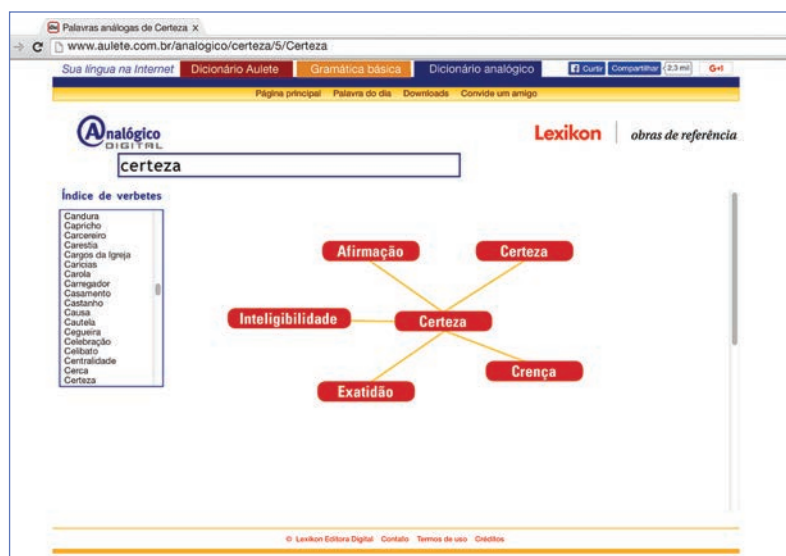 Palavras análogas de Certeza x
www.aulete.com.br/analogico/certeza/5/Certeza
Sua língua na Internet Dicionário Aulete Gramática básica Dicionário analógico Curtir Compartilhar 2,3 mil G+1
Página principal Palavra do dia Downloads Convide um amigo
Analógico
DIGITAL
Lexikon obras de referência
certeza
Índice de verbetes
Candura
Capricho
Carcereiro
Carestia
Cargos da Igreja
Carícias
Carola
Carregador
Casamento
Castanho
Causa
Cautela
Cegueira
Celebração
Celibato
Centralidade
Cerca
Certeza
Afirmação Certeza
Inteligibilidade Certeza
Exatidão Crença
© Lexikon Editora Digital Contato Termos de uso Créditos